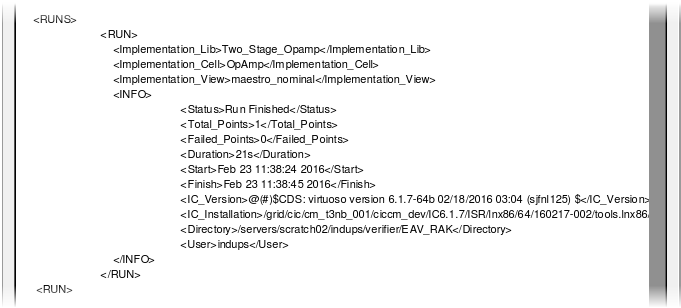 <RUNS>
<RUN>
<Implementation_Lib>Two_Stage_Opamp</Implementation_Lib>
<Implementation_Cell>OpAmp</Implementation_Cell>
<Implementation_View>maestro_nominal</Implementation_View>
<INFO>
<Status>Run Finished</Status>
<Total_Points>1</Total_Points>
<Failed_Points>0</Failed_Points>
<Duration>21s</Duration>
<Start>Feb 23 11:38:24 2016</Start>
<Finish>Feb 23 11:38:45 2016</Finish>
<IC_Version>@(#)$CDS: virtuoso version 6.1.7-64b 02/18/2016 03:04 (sjfnl125) $</IC_Version>
<IC_Installation>/grid/cic/cm_t3nb_001/ciccm_dev/IC6.1.7/ISR/lnx86/64/160217-002/tools.lnx86/
<Directory>/servers/scratch02/indups/verifier/EAV_RAK</Directory>
<User>indups</User>
</INFO>
</RUN>
<RUN>